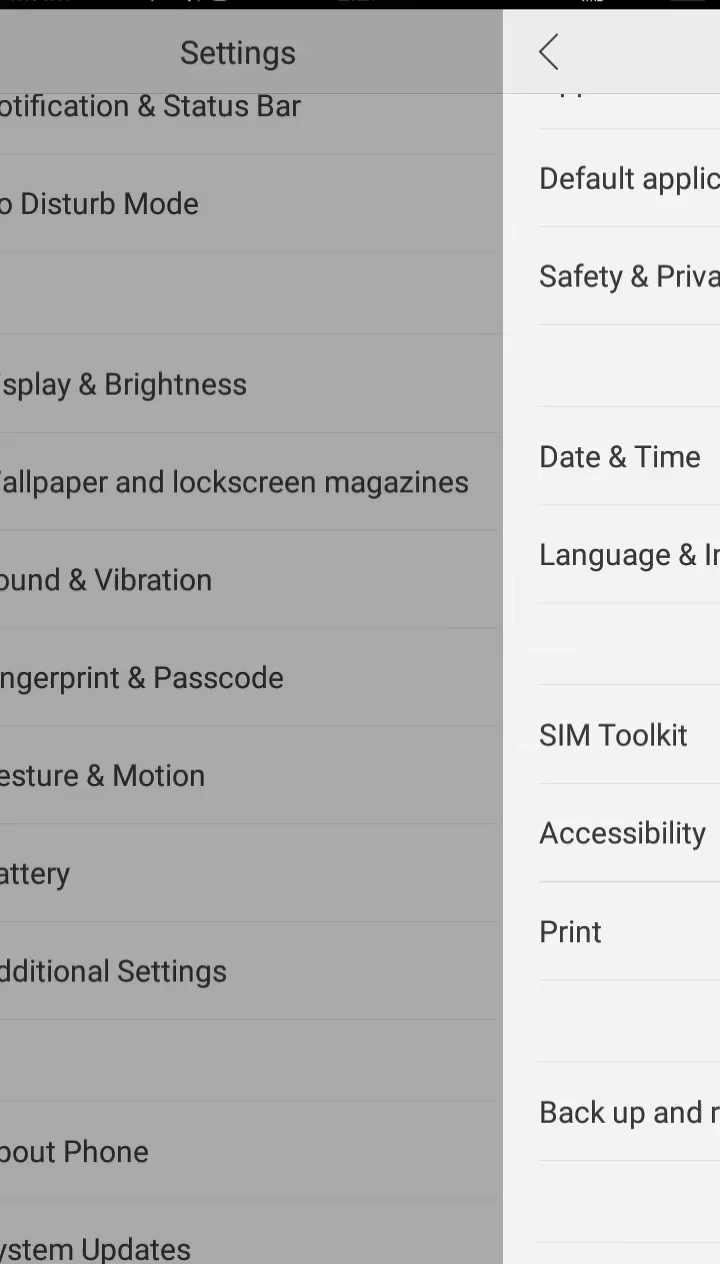 Settings
otification & Status Bar
o Disturb Mode
splay & Brightness
allpaper and lockscreen magazines
ound & Vibration
ngerprint & Passcode
esture & Motion
attery
dditional Settings
bout Phone
ystem Updates
Default applic
Safety & Priva
Date & Time
Language & In
SIM Toolkit
Accessibility
Print
Back up and r